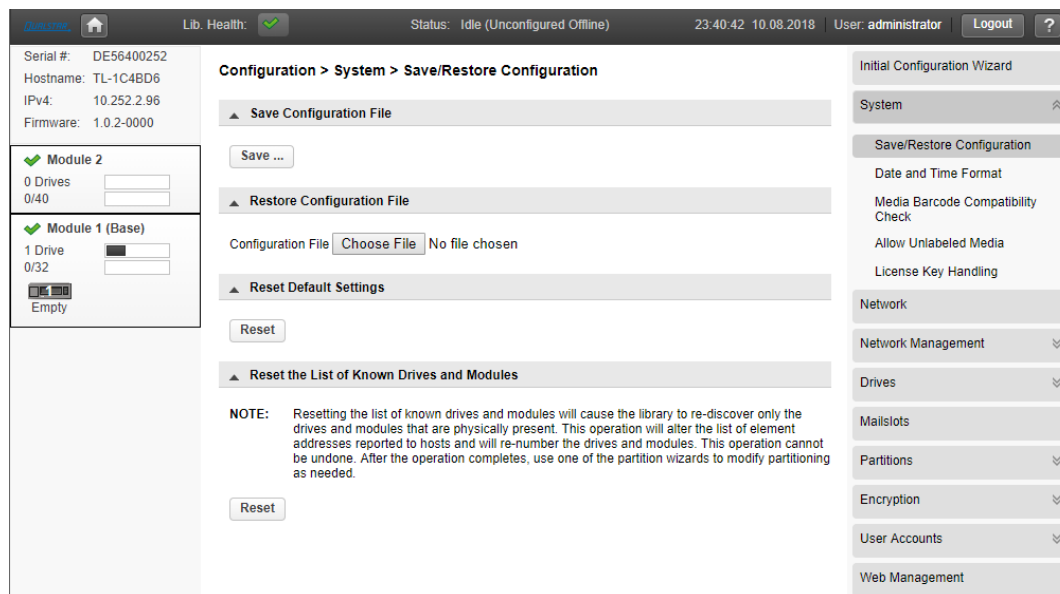 Lib. Health:
Status: Idle (Unconfigured Offline)
23:40:42 10.08.2018
User: administrator
Logout
?
Serial #: DE56400252
Hostname: TL-1C4BD6
IPv4: 10.252.2.96
Firmware: 1.0.2-0000
Module 2
0 Drives
0/40
Module 1 (Base)
1 Drive
0/32
1
Empty
Configuration > System > Save/Restore Configuration
Save Configuration File
Save ...
Restore Configuration File
Configuration File Choose File No file chosen
Reset Default Settings
Reset
Reset the List of Known Drives and Modules
NOTE: Resetting the list of known drives and modules will cause the library to re-discover only the
drives and modules that are physically present. This operation will alter the list of element
addresses reported to hosts and will re-number the drives and modules. This operation cannot
be undone. After the operation completes, use one of the partition wizards to modify partitioning
as needed.
Reset
Initial Configuration Wizard
System
Save/Restore Configuration
Date and Time Format
Media Barcode Compatibility
Check
Allow Unlabeled Media
License Key Handling
Network
Network Management
Drives
Mailslots
Partitions
Encryption
User Accounts
Web Management